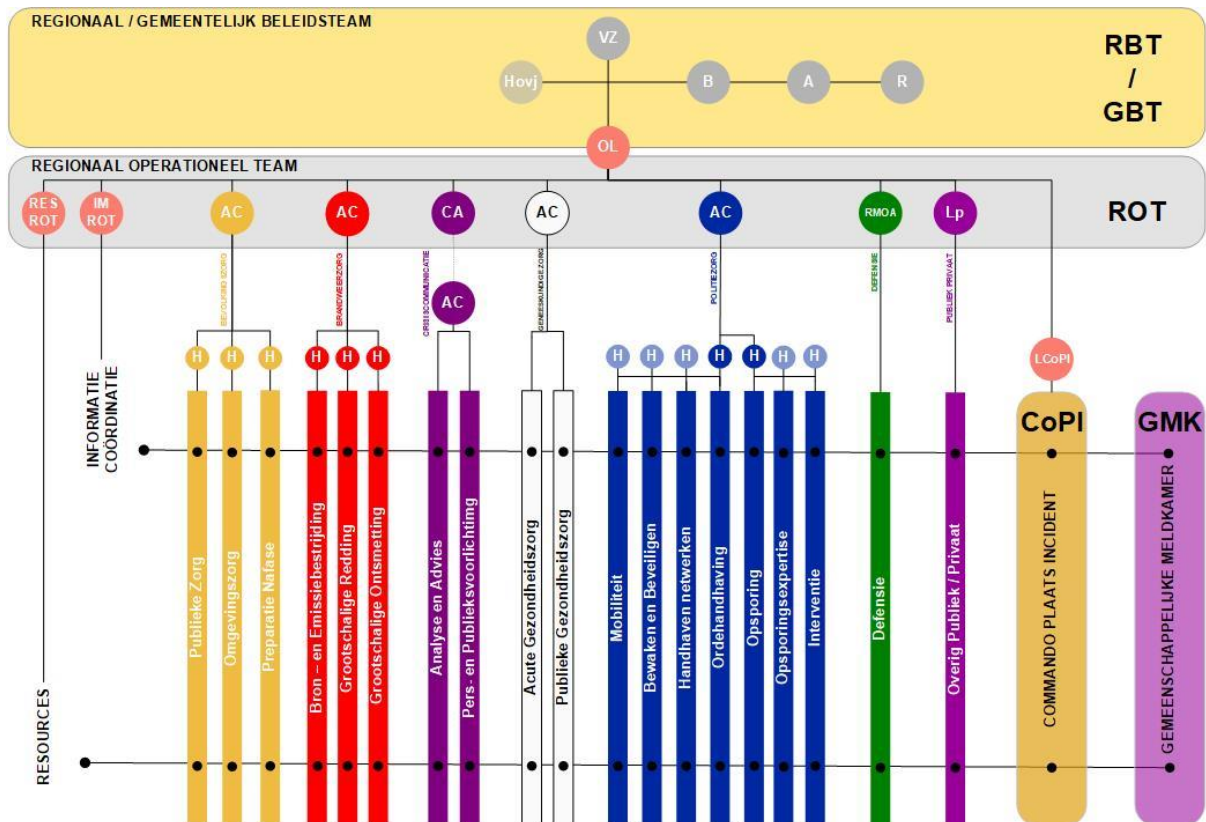 REGIONAAL / GEMEENTELIJK BELEIDSTEAM
VZ
Hovj
B
A
R
RBT
/
GBT
OL
REGIONAAL OPERATIONEEL TEAM
RES
ROT
IM
ROT
AC
AC
CA
AC
AC
RMOA
Lp
ROT
BEVOLKINGSZORG
BRANDWEERZORG
CRISISCOMMUNICATIE
GENEESKUNDIGE ZORG
POLITIEZORG
DEFENSIE
PUBLIEK PRIVAAT
AC
H
H
H
H
H
H
H
H
H
H
H
H
H
LCoPI
INFORMATIE
COÖRDINATIE
RESOURCES
Publieke Zorg
Omgevingszorg
Preparatie Nafase
Bron – en Emissiebestrijding
Grootschalige Redding
Grootschalige Ontsmetting
Analyse en Advies
Pers- en Publieksvoorlichting
Acute Gezondheidszorg
Publieke Gezondheidszorg
Mobiliteit
Bewaken en Beveiligen
Handhaven netwerken
Ordehandhaving
Opsporing
Opsporingsexpertise
Interventie
Defensie
Overig Publiek / Privaat
CoPI
COMMANDO PLAATS INCIDENT
GMK
GEMEENSCHAPPELIJKE MELDKAMER